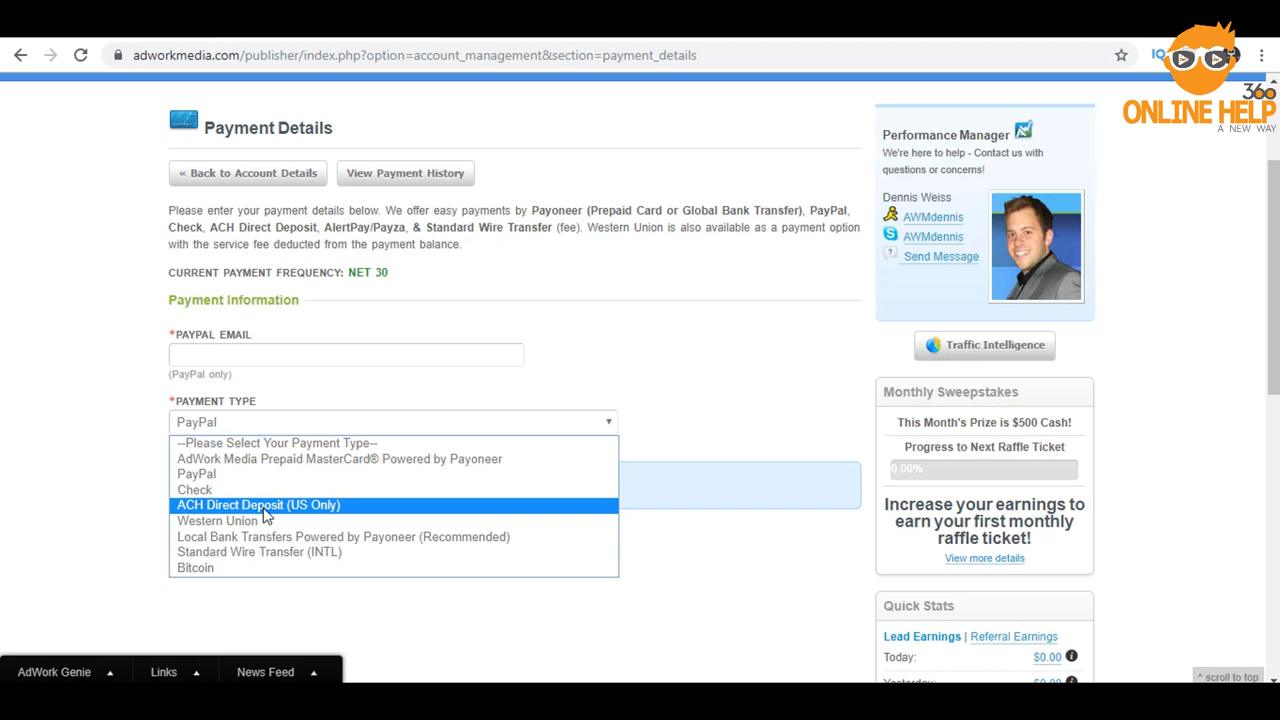 adworkmedia.com/publisher/index.php?option=account_management&section=payment_details
360
ONLINE HELP
A NEW WAY
Payment Details
« Back to Account Details
View Payment History
Please enter your payment details below. We offer easy payments by Payoneer (Prepaid Card or Global Bank Transfer), PayPal,
Check, ACH Direct Deposit, AlertPay/Payza, & Standard Wire Transfer (fee). Western Union is also available as a payment option
with the service fee deducted from the payment balance.
CURRENT PAYMENT FREQUENCY: NET 30
Payment Information
*PAYPAL EMAIL
(PayPal only)
*PAYMENT TYPE
PayPal
--Please Select Your Payment Type--
AdWork Media Prepaid MasterCard® Powered by Payoneer
PayPal
Check
ACH Direct Deposit (US Only)
Western Union
Local Bank Transfers Powered by Payoneer (Recommended)
Standard Wire Transfer (INTL)
Bitcoin
Performance Manager
We're here to help - Contact us with
questions or concerns!
Dennis Weiss
AWMdennis
AWMdennis
Send Message
Traffic Intelligence
Monthly Sweepstakes
This Month's Prize is $500 Cash!
Progress to Next Raffle Ticket
0.00%
Increase your earnings to
earn your first monthly
raffle ticket!
View more details
Quick Stats
Lead Earnings | Referral Earnings
Today: $0.00
Yesterday: $0.00
AdWork Genie
Links
News Feed
^ scroll to top